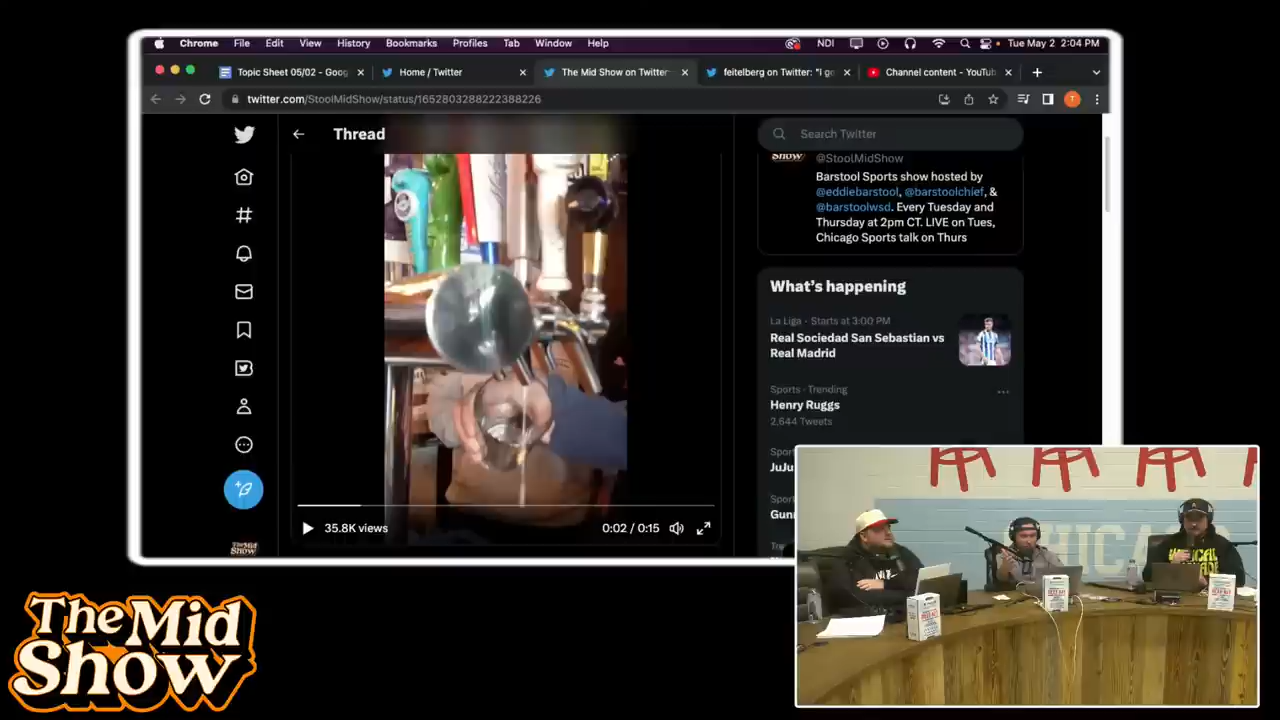 Chrome File Edit View History Bookmarks Profiles Tab Window Help
NDI
Tue May 2 2:04 PM
Topic Sheet 05/02 - Goog
Home / Twitter
The Mid Show on Twitter:
feitelberg on Twitter: "I go
Channel content - YouTub
twitter.com/StoolMidShow/status/1652803288222388226
Thread
Search Twitter
@StoolMidShow
Barstool Sports show hosted by
@eddiebarstool, @barstoolchief, &
@barstoolwsd. Every Tuesday and
Thursday at 2pm CT. LIVE on Tues,
Chicago Sports talk on Thurs
What's happening
La Liga · Starts at 3:00 PM
Real Sociedad San Sebastian vs
Real Madrid
Sports · Trending
Henry Ruggs
2,644 Tweets
35.8K views
0:02 / 0:15
CHICA
The Mid
Show